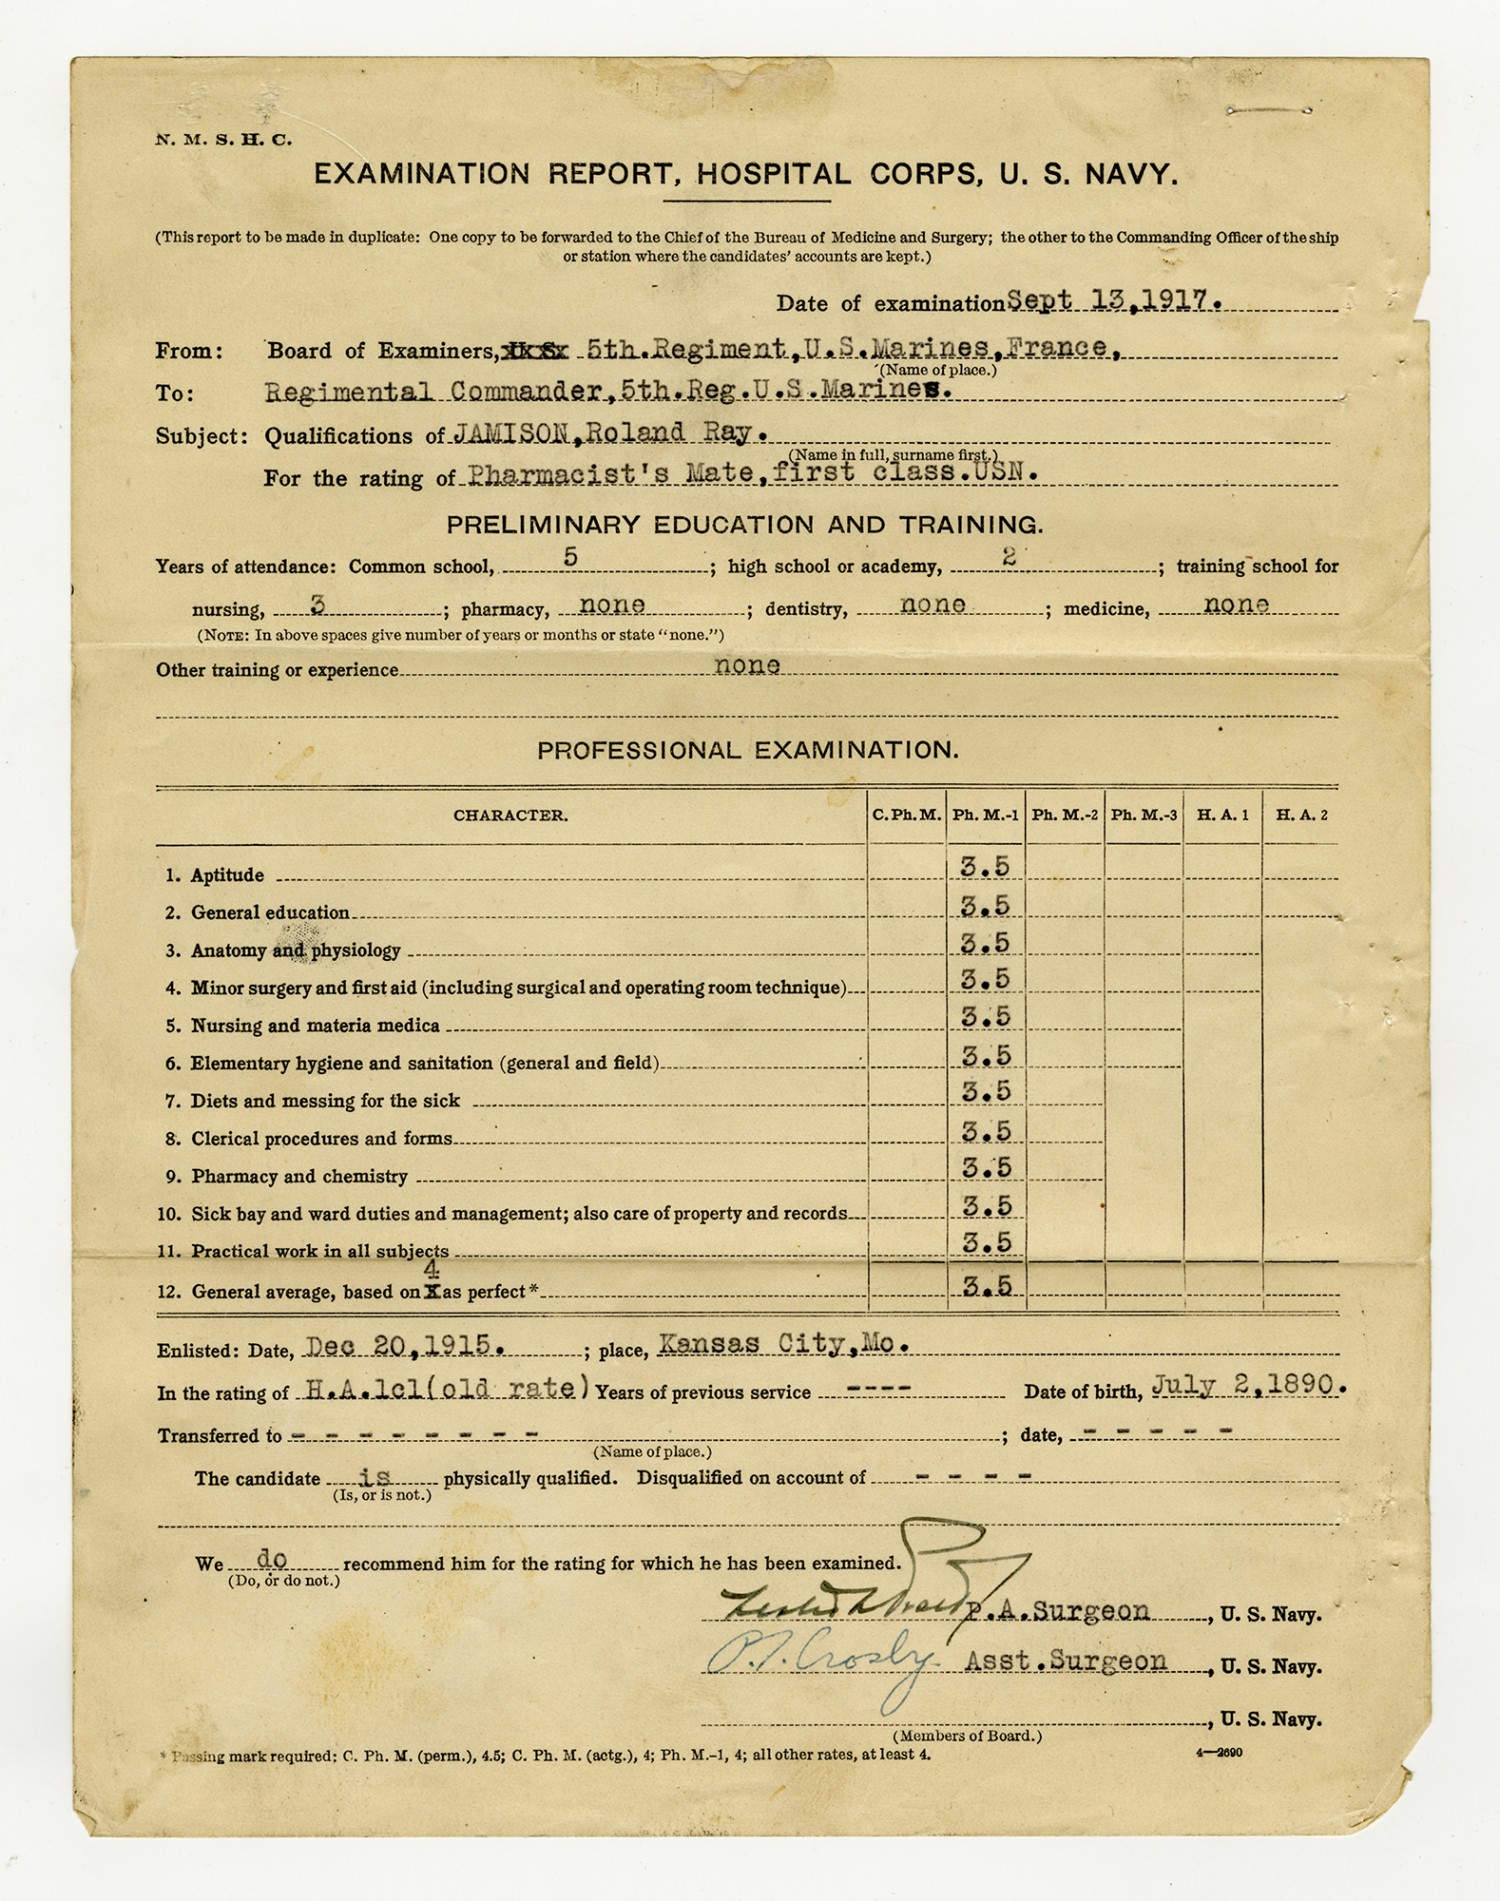 N. M. S. H. C.
EXAMINATION REPORT, HOSPITAL CORPS, U. S. NAVY.
(This report to be made in duplicate: One copy to be forwarded to the Chief of the Bureau of Medicine and Surgery; the other to the Commanding Officer of the ship
or station where the candidates' accounts are kept.)
Date of examination Sept 13,1917.
From: Board of Examiners, 5th.Regiment,U.S.Marines,France,
(Name of place.)
To: Regimental Commander,5th.Reg.U.S.Marines.
Subject: Qualifications of JAMISON,Roland Ray.
(Name in full, surname first.)
For the rating of Pharmacist's Mate,first class.USN.
PRELIMINARY EDUCATION AND TRAINING.
Years of attendance: Common school, 5 ; high school or academy, 2 ; training school for
nursing, 3 ; pharmacy, none ; dentistry, none ; medicine, none
(NOTE: In above spaces give number of years or months or state "none.")
Other training or experience none
PROFESSIONAL EXAMINATION.
CHARACTER. C. Ph. M. Ph. M.-1 Ph. M.-2 Ph. M.-3 H. A. 1 H. A. 2
1. Aptitude 3.5
2. General education 3.5
3. Anatomy and physiology 3.5
4. Minor surgery and first aid (including surgical and operating room technique) 3.5
5. Nursing and materia medica 3.5
6. Elementary hygiene and sanitation (general and field) 3.5
7. Diets and messing for the sick 3.5
8. Clerical procedures and forms 3.5
9. Pharmacy and chemistry 3.5
10. Sick bay and ward duties and management; also care of property and records 3.5
11. Practical work in all subjects 3.5
4
12. General average, based on as perfect* 3.5
Enlisted: Date, Dec 20,1915. ; place, Kansas City,Mo.
In the rating of H.A.1cl(old rate) Years of previous service ---- Date of birth, July 2,1890.
Transferred to - - - - - - - - ; date, - - - - -
(Name of place.)
The candidate is physically qualified. Disqualified on account of - - - -
(Is, or is not.)
We do recommend him for the rating for which he has been examined.
(Do, or do not.)
P.A.Surgeon , U. S. Navy.
Crosby Asst.Surgeon , U. S. Navy.
, U. S. Navy.
(Members of Board.)
* Passing mark required: C. Ph. M. (perm.), 4.5; C. Ph. M. (actg.), 4; Ph. M.-1, 4; all other rates, at least 4.
4—2690